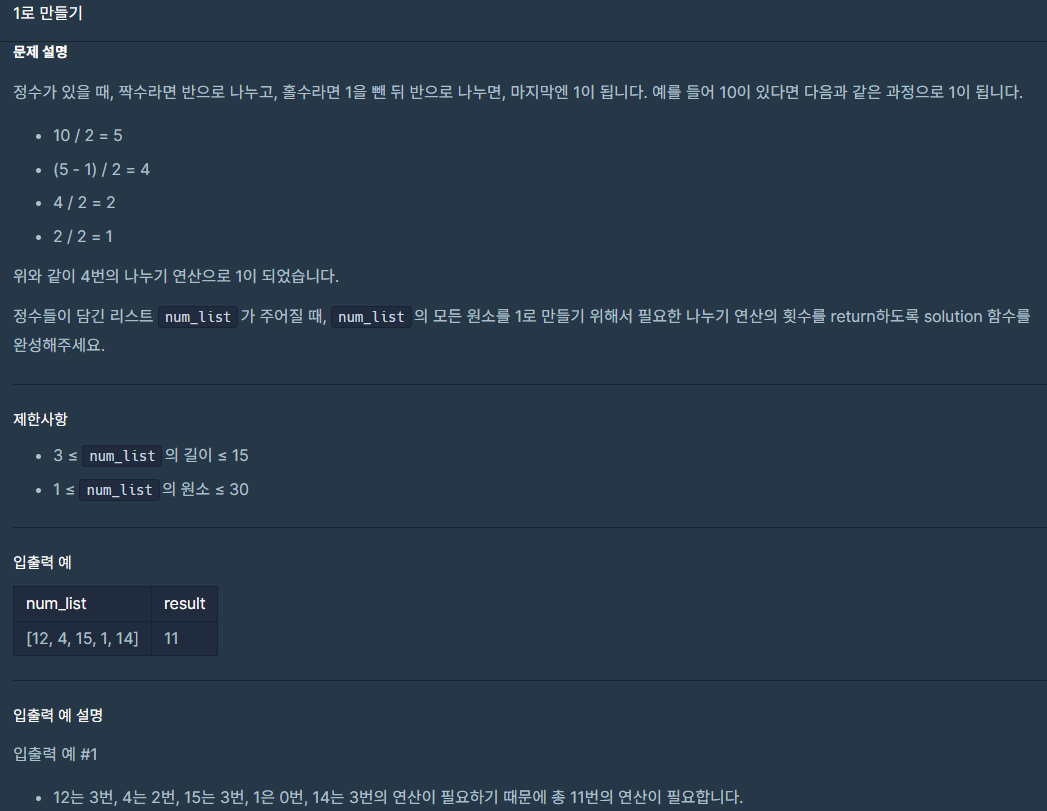 1로 만들기
문제 설명
정수가 있을 때, 짝수라면 반으로 나누고, 홀수라면 1을 뺀 뒤 반으로 나누면, 마지막엔 1이 됩니다. 예를 들어 10이 있다면 다음과 같은 과정으로 1이 됩니다.
• 10 / 2 = 5
• (5 - 1) / 2 = 4
• 4 / 2 = 2
• 2 / 2 = 1
위와 같이 4번의 나누기 연산으로 1이 되었습니다.
정수들이 담긴 리스트 num_list 가 주어질 때, num_list 의 모든 원소를 1로 만들기 위해서 필요한 나누기 연산의 횟수를 return하도록 solution 함수를
완성해주세요.
제한사항
• 3 ≤ num_list 의 길이 ≤ 15
• 1 ≤ num_list 의 원소 ≤ 30
입출력 예
num_list result
[12, 4, 15, 1, 14] 11
입출력 예 설명
입출력 예 #1
• 12는 3번, 4는 2번, 15는 3번, 1은 0번, 14는 3번의 연산이 필요하기 때문에 총 11번의 연산이 필요합니다.